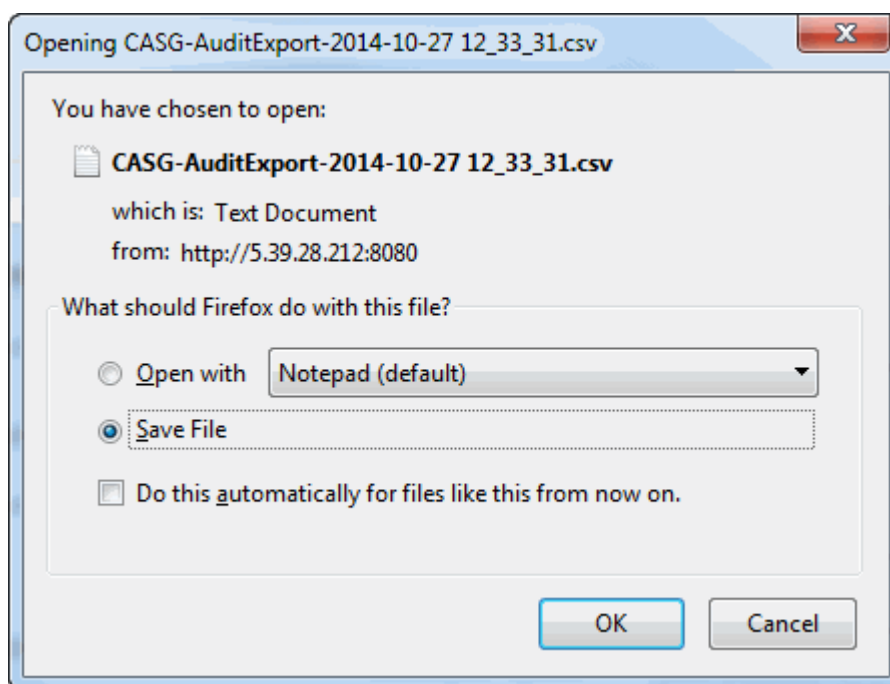 Opening CASG-AuditExport-2014-10-27 12_33_31.csv
You have chosen to open:
CASG-AuditExport-2014-10-27 12_33_31.csv
which is: Text Document
from: http://5.39.28.212:8080
What should Firefox do with this file?
Open with Notepad (default)
Save File
Do this automatically for files like this from now on.
OK Cancel